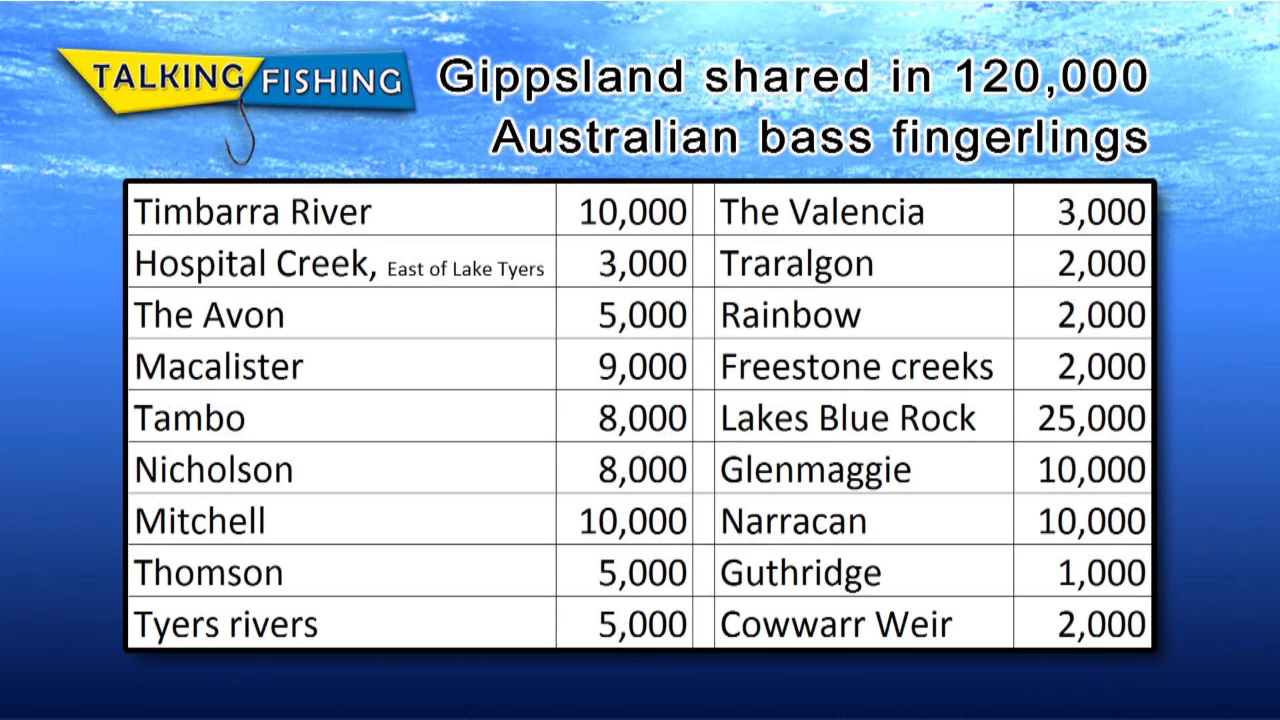 TALKING FISHING
Gippsland shared in 120,000
Australian bass fingerlings
Timbarra River 10,000 The Valencia 3,000
Hospital Creek, East of Lake Tyers 3,000 Traralgon 2,000
The Avon 5,000 Rainbow 2,000
Macalister 9,000 Freestone creeks 2,000
Tambo 8,000 Lakes Blue Rock 25,000
Nicholson 8,000 Glenmaggie 10,000
Mitchell 10,000 Narracan 10,000
Thomson 5,000 Guthridge 1,000
Tyers rivers 5,000 Cowwarr Weir 2,000